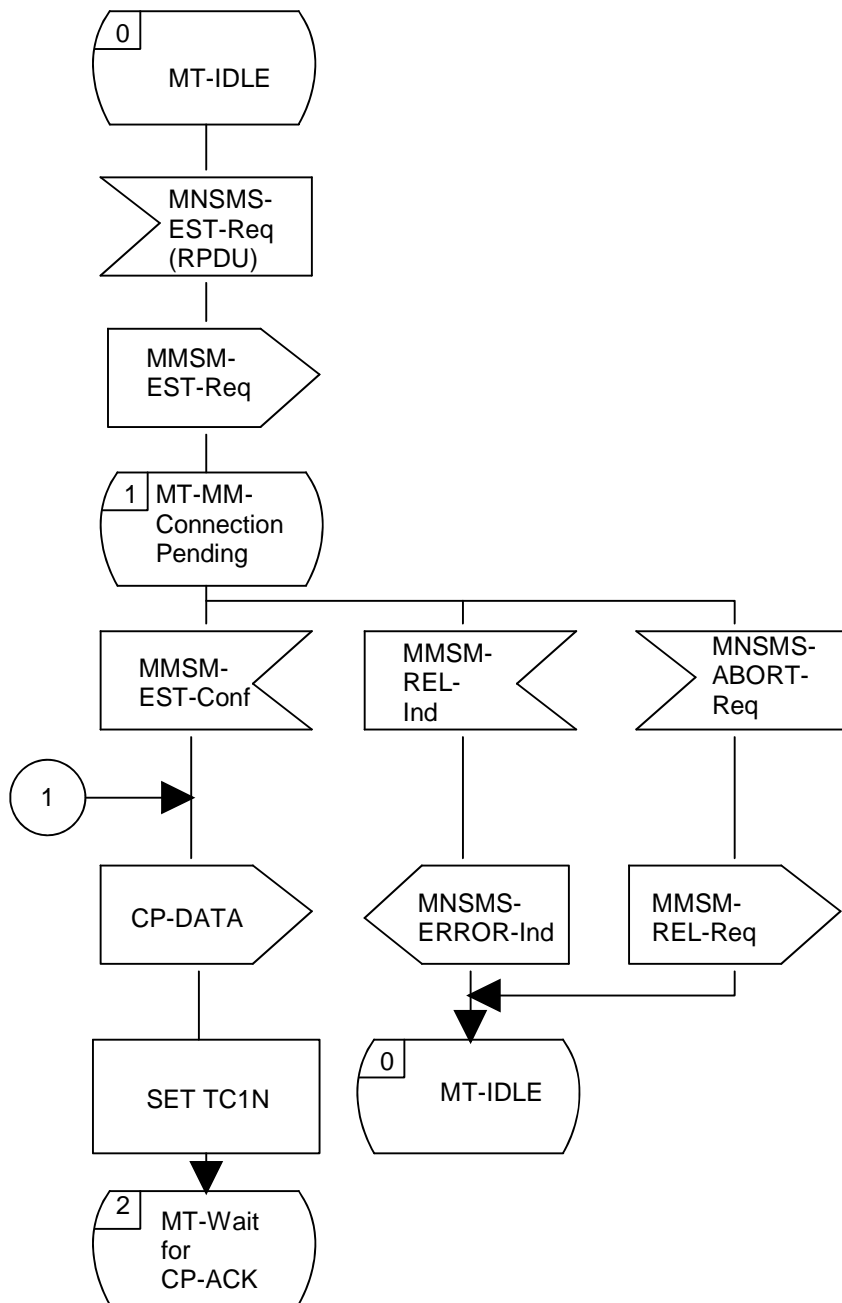 0
MT-IDLE
MNSMS-
EST-Req
(RPDU)
MMSM-
EST-Req
1
MT-MM-
Connection
Pending
MMSM-
EST-Conf
MMSM-
REL-
Ind
MNSMS-
ABORT-
Req
1
CP-DATA
MNSMS-
ERROR-Ind
MMSM-
REL-Req
SET TC1N
0
MT-IDLE
2
MT-Wait
for
CP-ACK